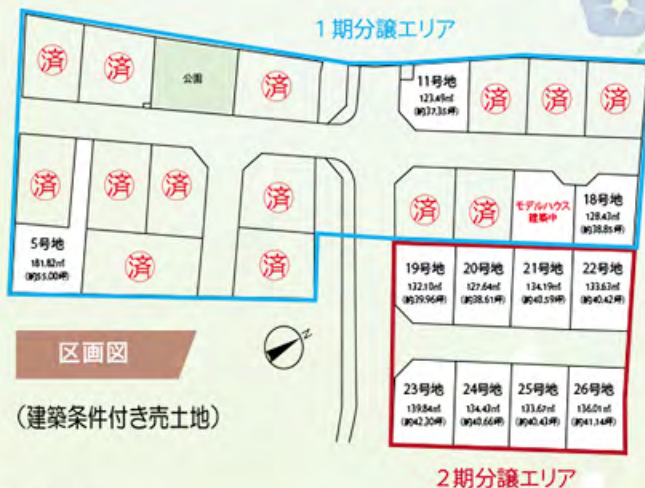 1期分譲エリア
済
済
公園
済
11号地
123.49㎡
(約37.35坪)
済
済
済
済
済
済
済
済
済
モデルハウス
建築中
18号地
128.43㎡
(約38.85坪)
5号地
181.82㎡
(約55.00坪)
済
済
19号地
132.10㎡
(約39.96坪)
20号地
127.64㎡
(約38.61坪)
21号地
134.19㎡
(約40.59坪)
22号地
133.63㎡
(約40.42坪)
区画図
N
(建築条件付き売土地)
23号地
139.84㎡
(約42.30坪)
24号地
134.43㎡
(約40.66坪)
25号地
133.67㎡
(約40.43坪)
26号地
136.01㎡
(約41.14坪)
2期分譲エリア